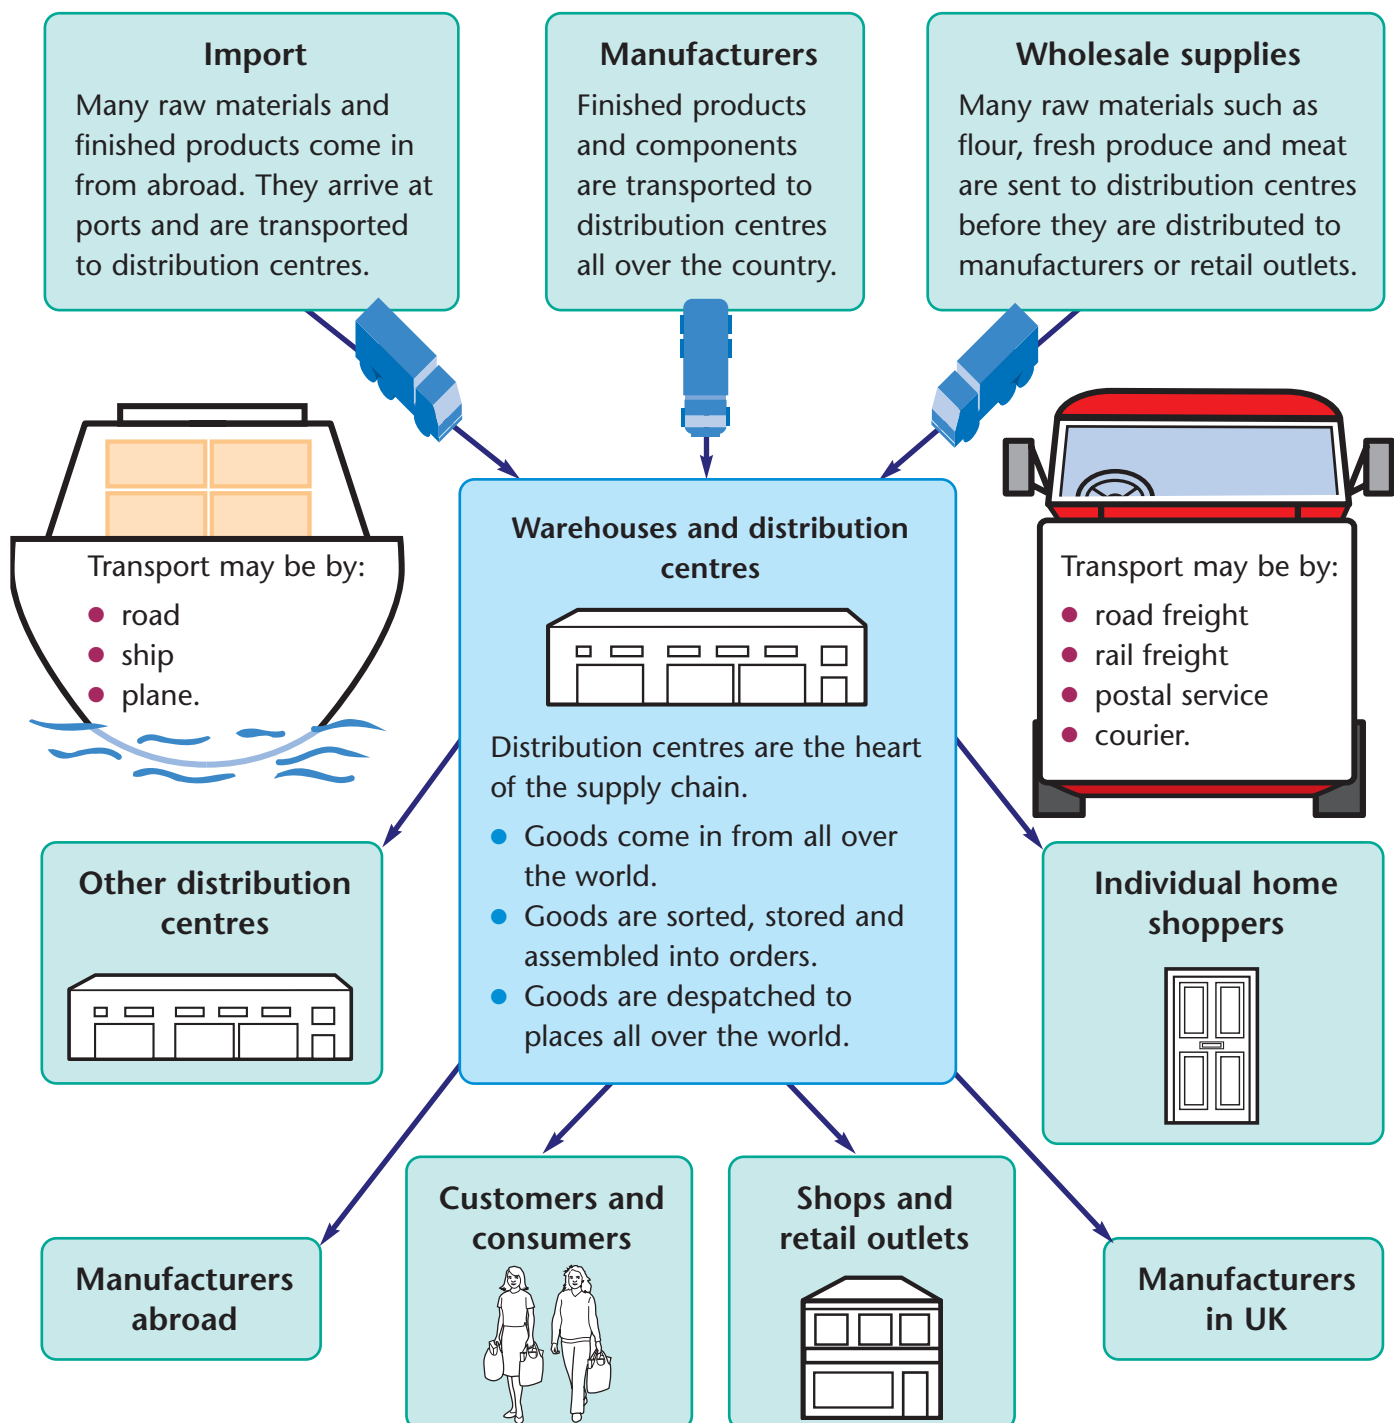 Import
Many raw materials and
finished products come in
from abroad. They arrive at
ports and are transported
to distribution centres.
Manufacturers
Finished products
and components
are transported to
distribution centres
all over the country.
Wholesale supplies
Many raw materials such as
flour, fresh produce and meat
are sent to distribution centres
before they are distributed to
manufacturers or retail outlets.
Transport may be by:
● road
● ship
● plane.
Warehouses and distribution
centres
Distribution centres are the heart
of the supply chain.
● Goods come in from all over
the world.
● Goods are sorted, stored and
assembled into orders.
● Goods are despatched to
places all over the world.
Transport may be by:
● road freight
● rail freight
● postal service
● courier.
Other distribution
centres
Individual home
shoppers
Manufacturers
abroad
Customers and
consumers
Shops and
retail outlets
Manufacturers
in UK